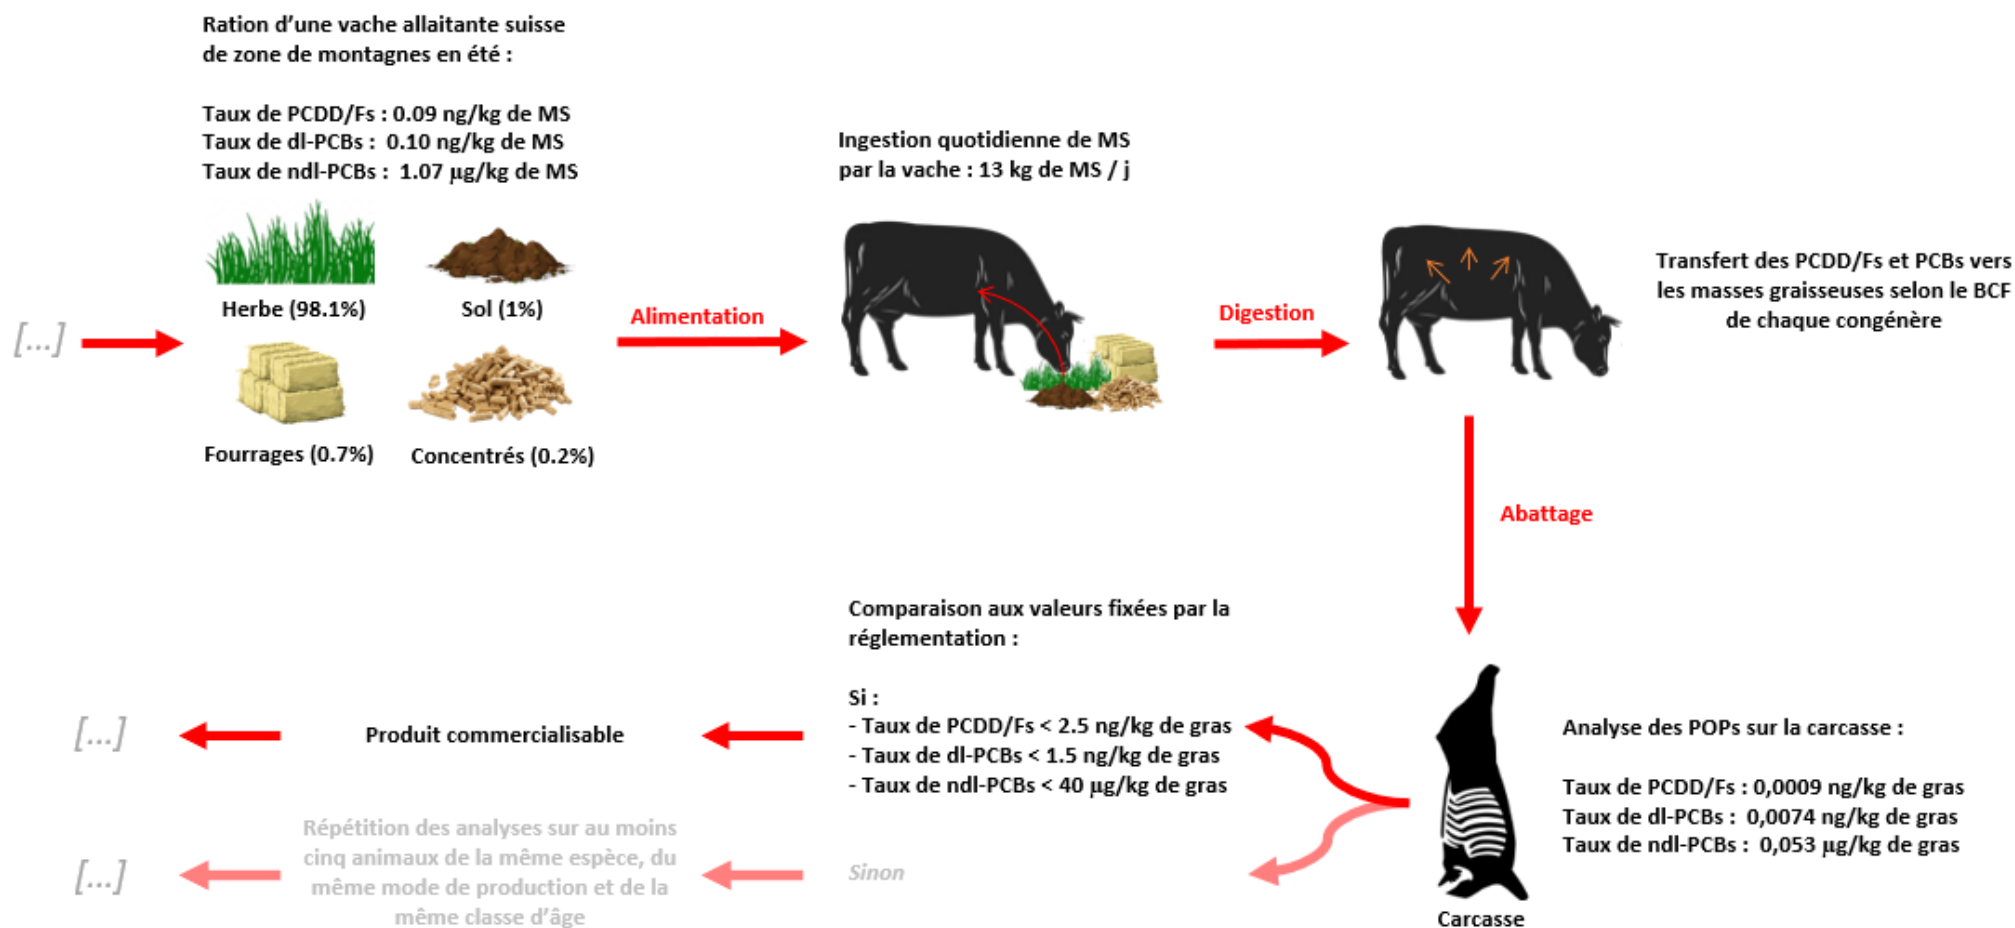 Ration d'une vache allaitante suisse
de zone de montagnes en été :
Taux de PCDD/Fs : 0.09 ng/kg de MS
Taux de dl-PCBs :  0.10 ng/kg de MS
Taux de ndl-PCBs :  1.07 µg/kg de MS
Herbe (98.1%)
Sol (1%)
Fourrages (0.7%)
Concentrés (0.2%)
[...]
Alimentation
Ingestion quotidienne de MS
par la vache : 13 kg de MS / j
Digestion
Transfert des PCDD/Fs et PCBs vers
les masses graisseuses selon le BCF
de chaque congénère
Abattage
Analyse des POPs sur la carcasse :
Taux de PCDD/Fs : 0,0009 ng/kg de gras
Taux de dl-PCBs :  0,0074 ng/kg de gras
Taux de ndl-PCBs :  0,053 µg/kg de gras
Carcasse
Comparaison aux valeurs fixées par la
réglementation :
Si :
- Taux de PCDD/Fs < 2.5 ng/kg de gras
- Taux de dl-PCBs < 1.5 ng/kg de gras
- Taux de ndl-PCBs < 40 µg/kg de gras
Produit commercialisable
[...]
Sinon
Répétition des analyses sur au moins
cinq animaux de la même espèce, du
même mode de production et de la
même classe d'âge
[...]